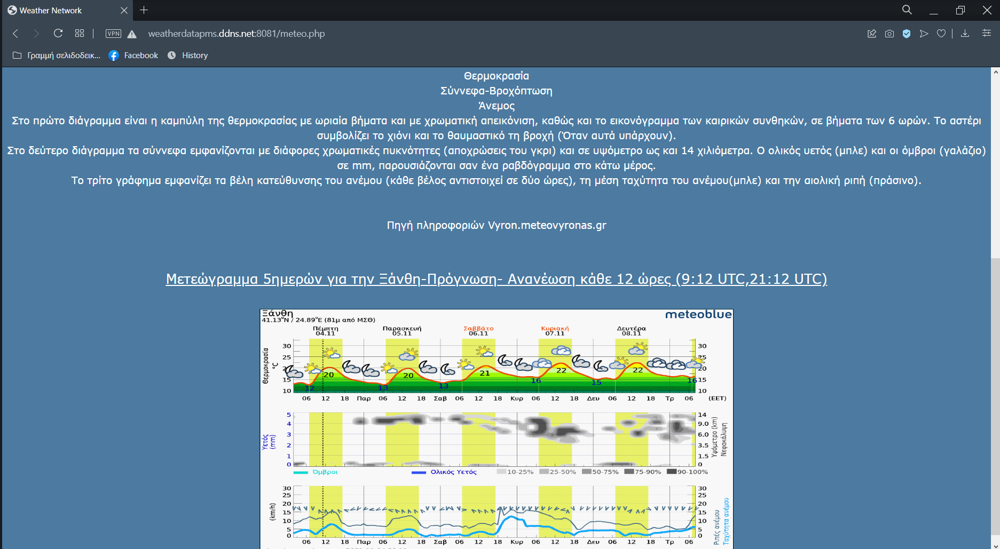 Weather Network
VPN
weatherdatapms.ddns.net:8081/meteo.php
Γραμμή σελιδοδεικ...
Facebook
History
Θερμοκρασία
Σύννεφα-Βροχόπτωση
Άνεμος
Στο πρώτο διάγραμμα είναι η καμπύλη της θερμοκρασίας με ωριαία βήματα και με χρωματική απεικόνιση, καθώς και το εικονόγραμμα των καιρικών συνθηκών, σε βήματα των 6 ωρών. Το αστέρι
συμβολίζει το χιόνι και το θαυμαστικό τη βροχή (Όταν αυτά υπάρχουν).
Στο δεύτερο διάγραμμα τα σύννεφα εμφανίζονται με διάφορες χρωματικές πυκνότητες (αποχρώσεις του γκρι) και σε υψόμετρο ως και 14 χιλιόμετρα. Ο ολικός υετός (μπλε) και οι όμβροι (γαλάζιο)
σε mm, παρουσιάζονται σαν ένα ραβδόγραμμα στο κάτω μέρος.
Το τρίτο γράφημα εμφανίζει τα βέλη κατεύθυνσης του ανέμου (κάθε βέλος αντιστοιχεί σε δύο ώρες), τη μέση ταχύτητα του ανέμου(μπλε) και την αιολική ριπή (πράσινο).
Πηγή πληροφοριών Vyron.meteovyronas.gr
Μετεώγραμμα 5ημερών για την Ξάνθη-Πρόγνωση- Ανανέωση κάθε 12 ώρες (9:12 UTC,21:12 UTC)
Ξάνθη
meteoblue
41.13°N / 24.89°E (81μ από ΜΣΘ)
Πέμπτη Παρασκευή Σαββάτο Κυριακή Δευτέρα
04.11 05.11 06.11 07.11 08.11
Θερμοκρασία
°C
30 30
25 25
20 20
15 15
10 10
20 20 21 22 22
12 13 13 16 15 16
06 12 18 Παρ 06 12 18 Σαβ 06 12 18 Κυρ 06 12 18 Δευ 06 12 18 Τρ 06 (EET)
Υετός
(mm)
5 14
4 9.0
3 6.0
2 3.5
1 1.5
0 0
Υψόμετρο (km)
Νεφοκάλυψη
Όμβροι Ολικός Υετός 10-25% 25-50% 50-75% 75-90% 90-100%
(km/h)
30 30
25 25
20 20
15 15
10 10
5 5
0 0
Ριπές ανέμου
Ταχύτητα ανέμου
06 12 18 Παρ 06 12 18 Σαβ 06 12 18 Κυρ 06 12 18 Δευ 06 12 18 Τρ 06